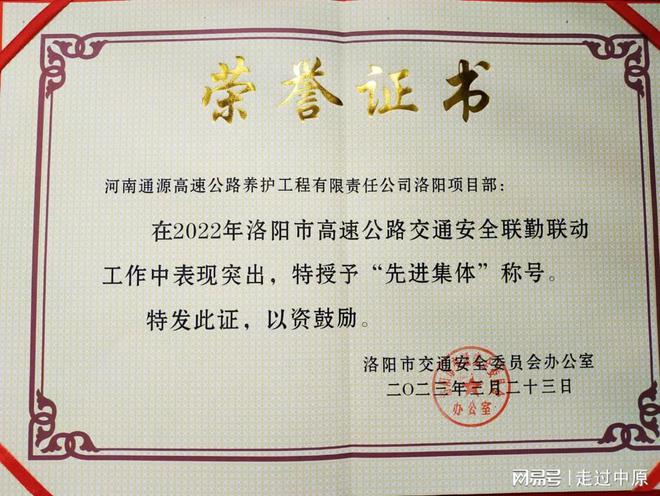 荣誉证书
河南通源高速公路养护工程有限责任公司洛阳项目部：
在2022年洛阳市高速公路交通安全联勤联动
工作中表现突出，特授予“先进集体”称号。
特发此证，以资鼓励。
洛阳市交通安全委员会办公室
二〇二三年三月二十三日
办公室
网易号 | 走过中原